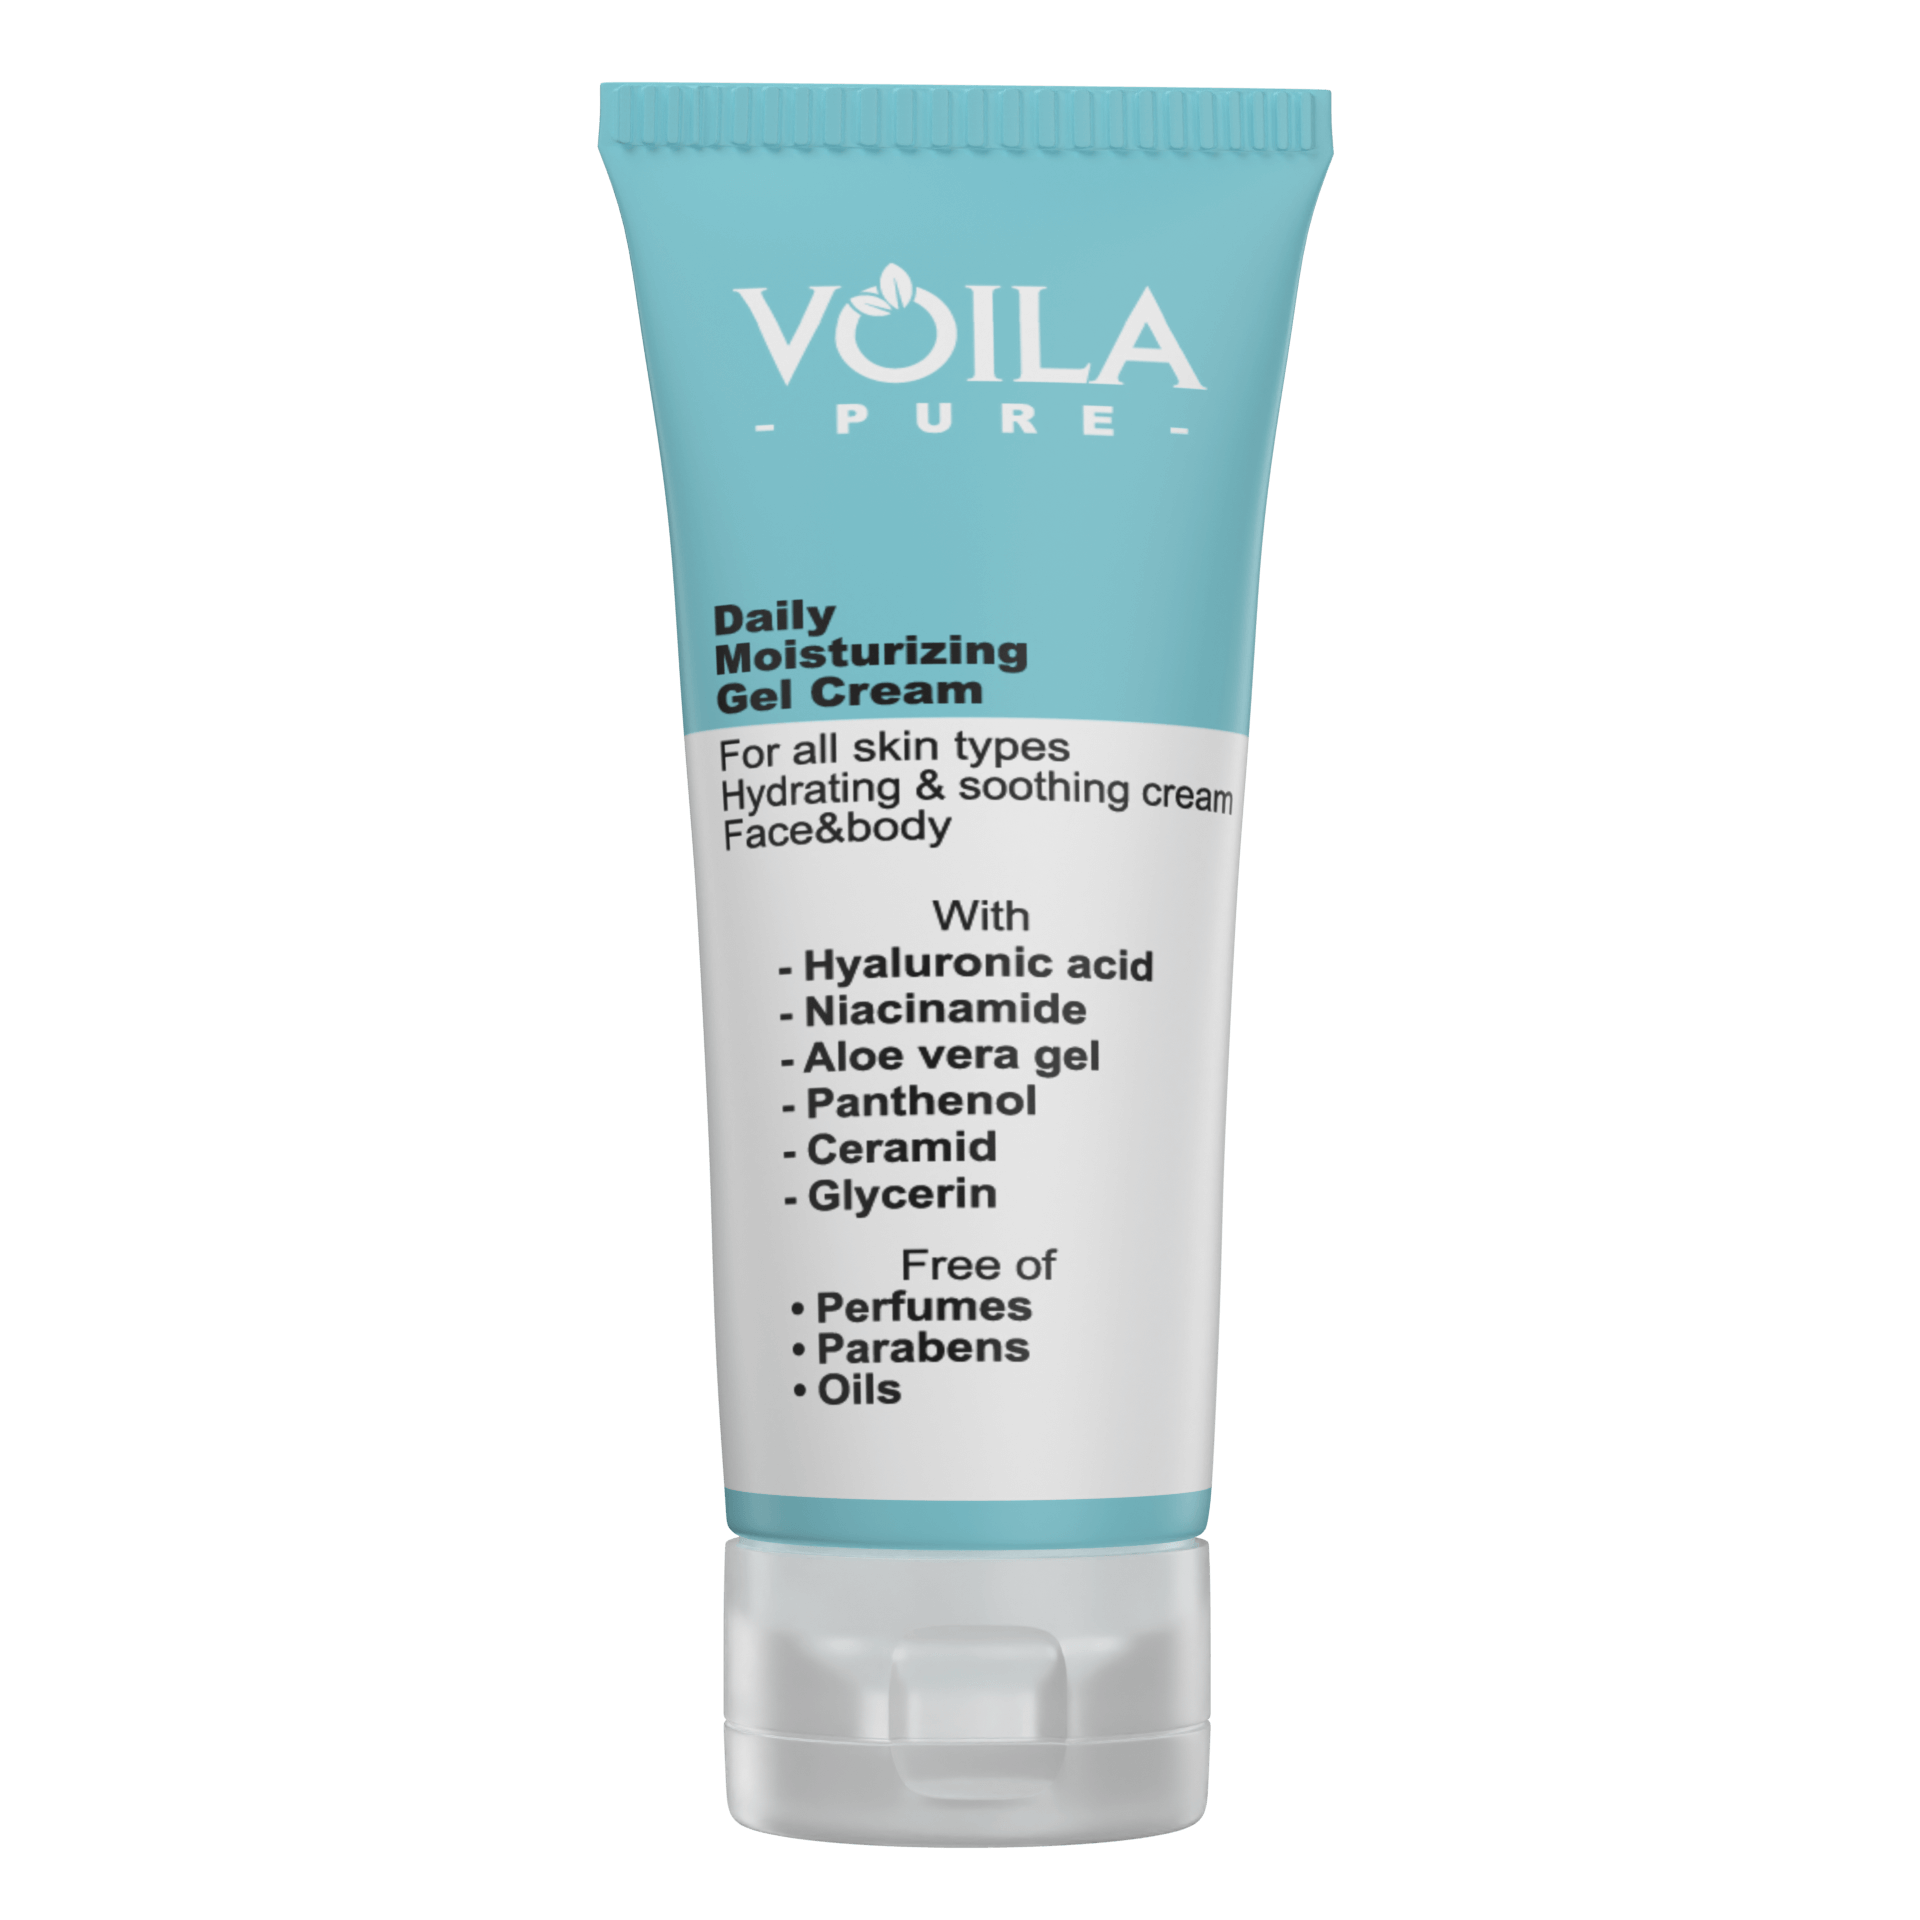 VOILA
- PURE -
Daily
Moisturizing
Gel Cream
For all skin types
Hydrating & soothing cream
Face&body
With
- Hyaluronic acid
- Niacinamide
- Aloe vera gel
- Panthenol
- Ceramid
- Glycerin
Free of
• Perfumes
• Parabens
• Oils